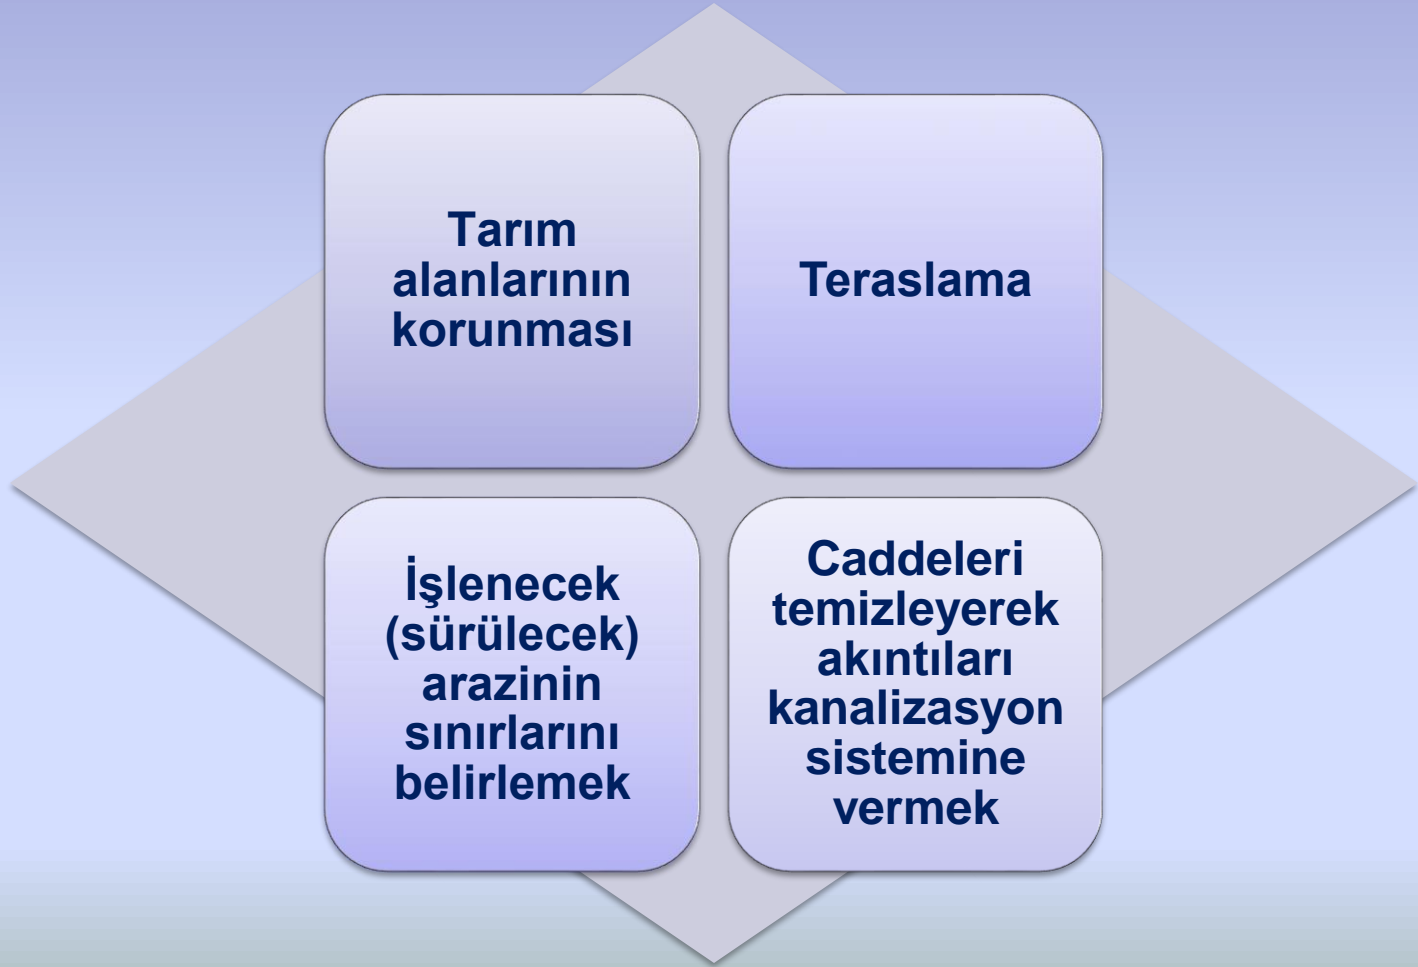 Tarım
alanlarının
korunması
Teraslama
İşlenecek
(sürülecek)
arazinin
sınırlarını
belirlemek
Caddeleri
temizleyerek
akıntıları
kanalizasyon
sistemine
vermek